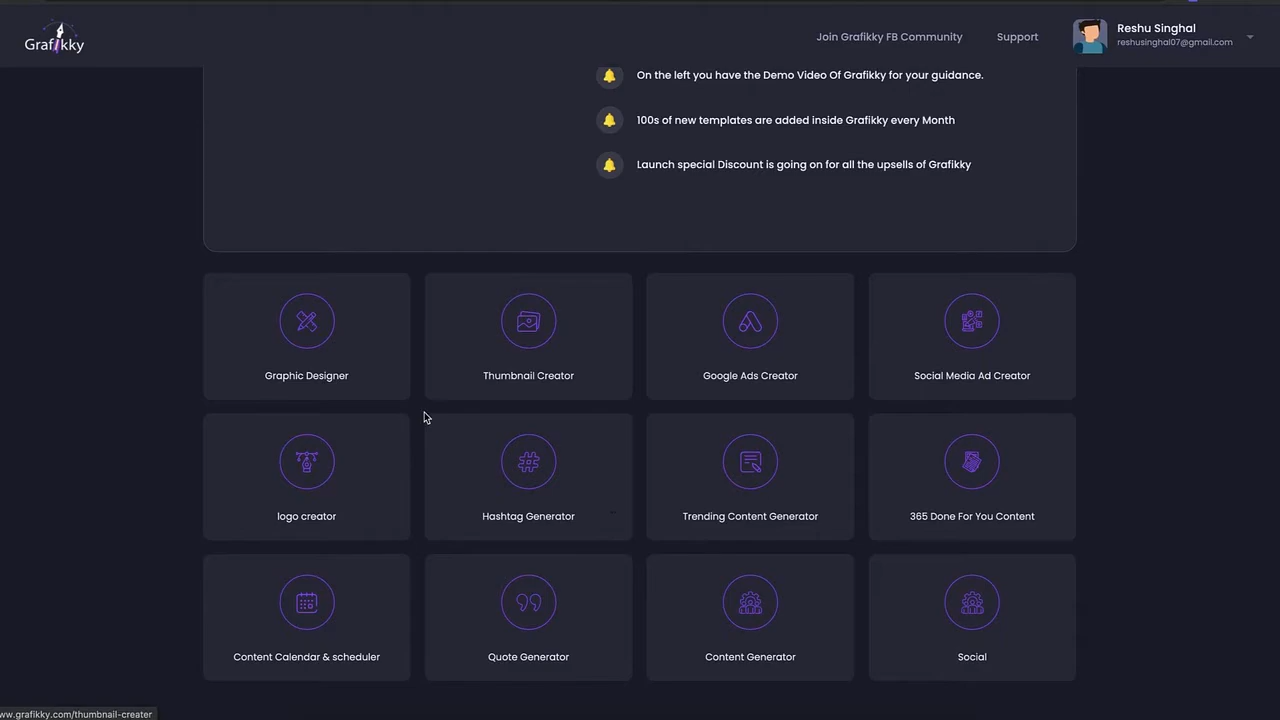 Grafikky
Join Grafikky FB Community
Support
Reshu Singhal
reshusinghal07@gmail.com
On the left you have the Demo Video Of Grafikky for your guidance.
100s of new templates are added inside Grafikky every Month
Launch special Discount is going on for all the upsells of Grafikky
Graphic Designer
Thumbnail Creator
Google Ads Creator
Social Media Ad Creator
logo creator
Hashtag Generator
Trending Content Generator
365 Done For You Content
Content Calendar & scheduler
Quote Generator
Content Generator
Social
ww.grafikky.com/thumbnail-creater